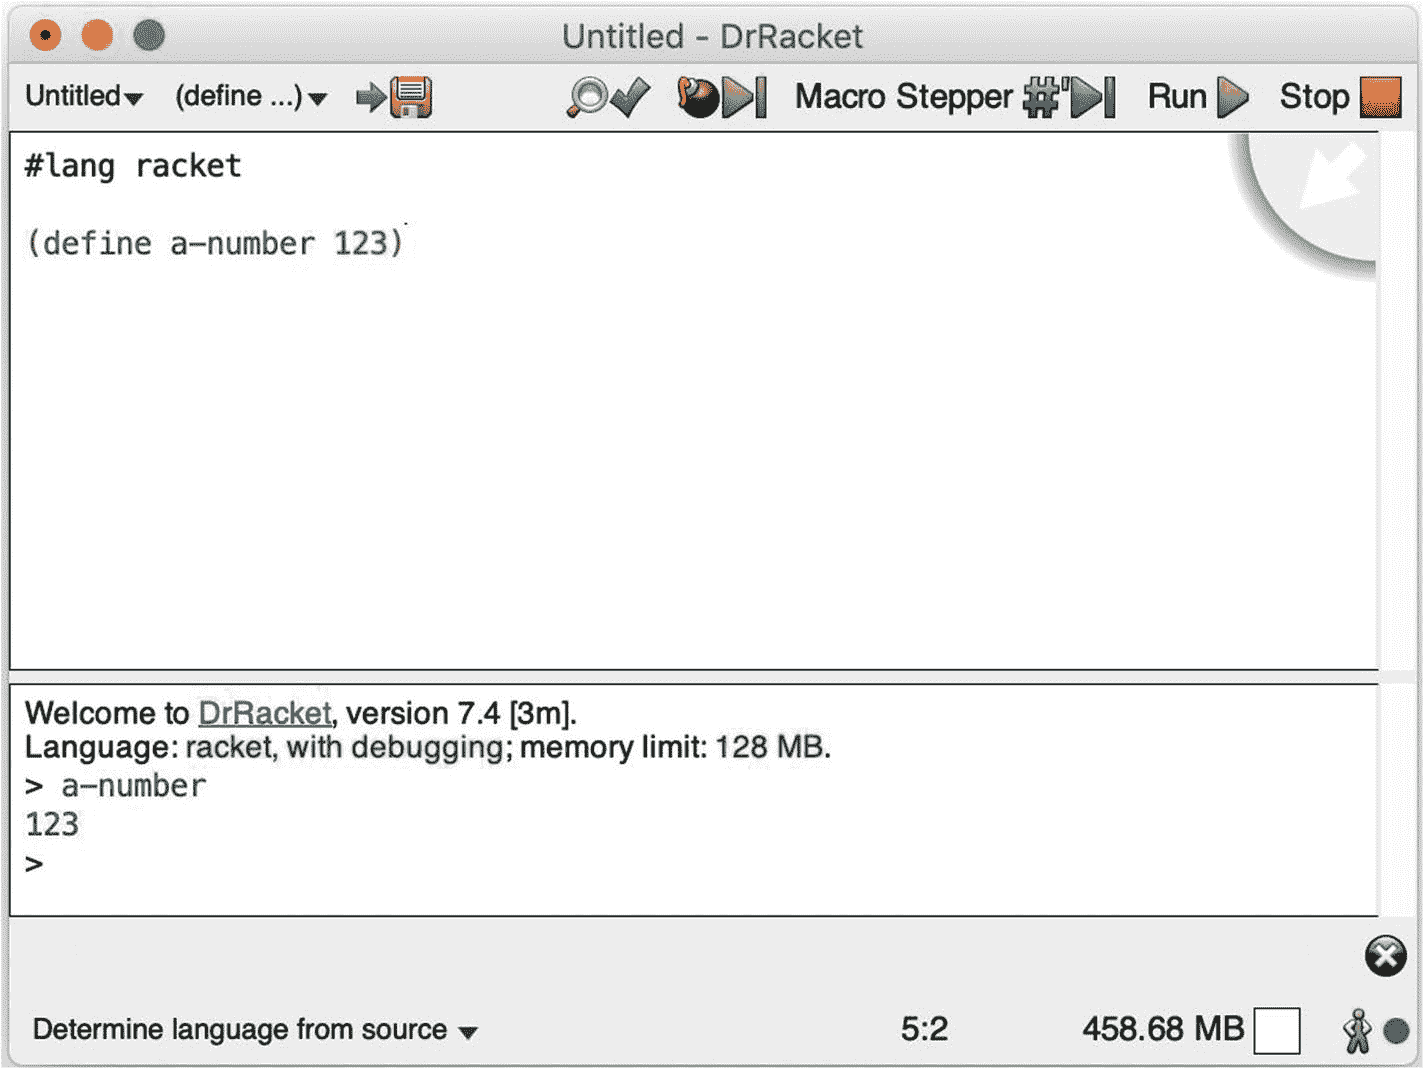 Untitled - DrRacket
Untitled (define ...) Macro Stepper #' Run Stop
#lang racket
(define a-number 123)
Welcome to DrRacket, version 7.4 [3m].
Language: racket, with debugging; memory limit: 128 MB.
> a-number
123
>
Determine language from source 5:2 458.68 MB